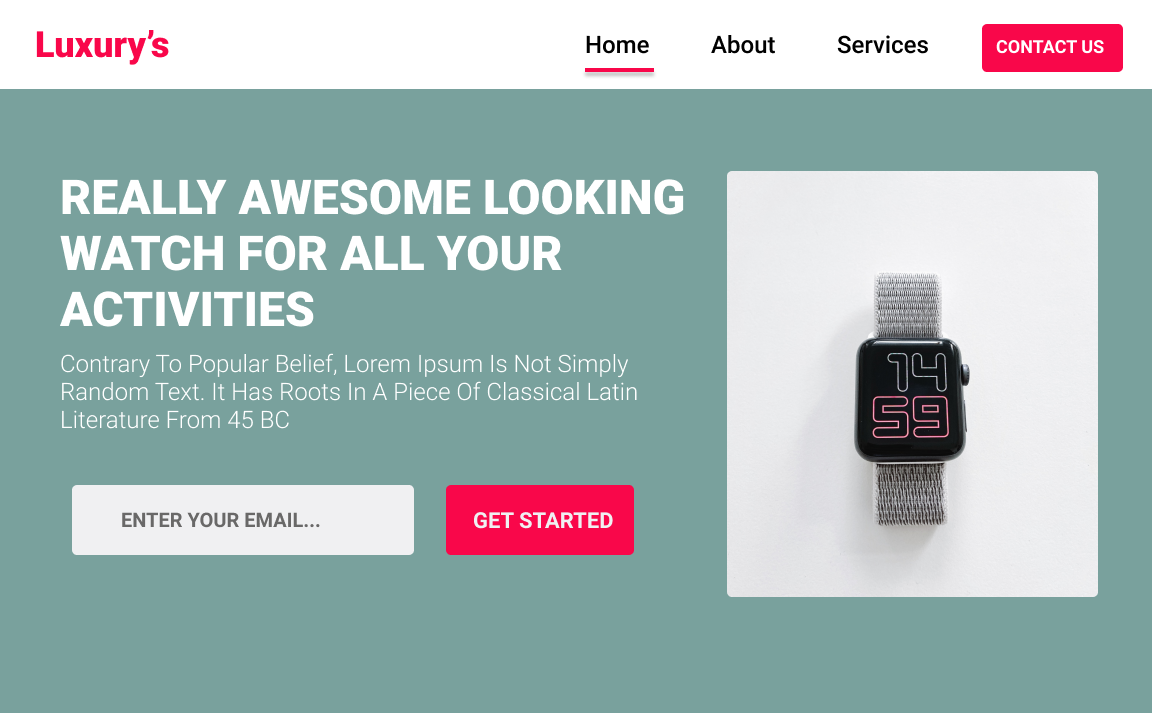 Luxury's
Home About Services CONTACT US
REALLY AWESOME LOOKING
WATCH FOR ALL YOUR
ACTIVITIES
Contrary To Popular Belief, Lorem Ipsum Is Not Simply
Random Text. It Has Roots In A Piece Of Classical Latin
Literature From 45 BC
ENTER YOUR EMAIL... GET STARTED
14
59